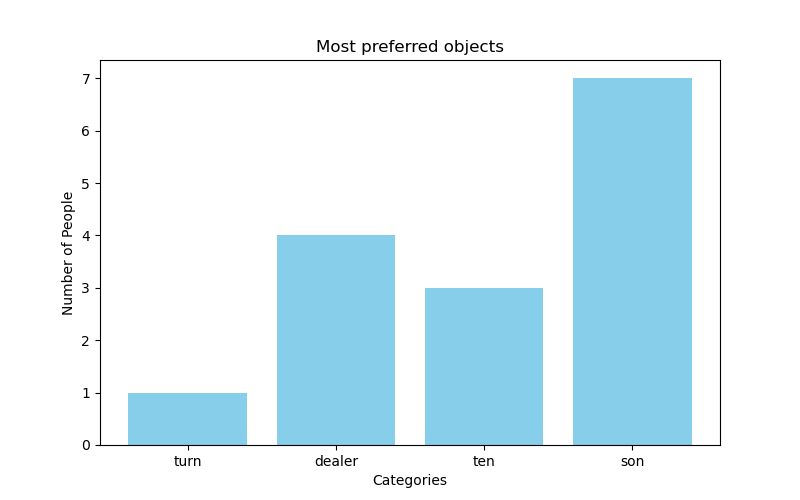 Most preferred objects
Number of People
7
6
5
4
3
2
1
0
turn dealer ten son
Categories